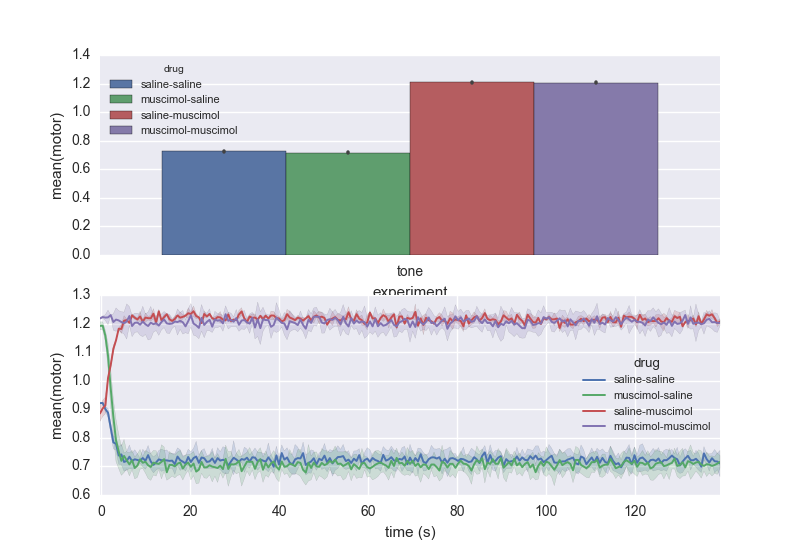 1.4
1.2
1.0
0.8
0.6
0.4
0.2
0.0
mean(motor)
drug
saline-saline
muscimol-saline
saline-muscimol
muscimol-muscimol
tone
experiment
1.3
1.2
1.1
1.0
0.9
0.8
0.7
0.6
mean(motor)
drug
saline-saline
muscimol-saline
saline-muscimol
muscimol-muscimol
0 20 40 60 80 100 120
time (s)